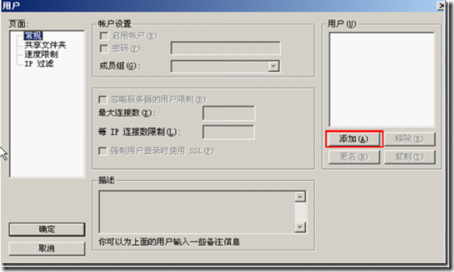 用户
页面:
常规
共享文件夹
速度限制
IP 过滤
确定
取消
帐户设置
启用帐户(E)
密码(P)
成员组(G):
忽略服务器的用户限制(B)
最大连接数(X):
每 IP 连接数限制(L):
强制用户登录时使用 SSL(F)
描述
你可以为上面的用户输入一些备注信息
用户(U)
添加(A)
移除(R)
更名(N)
复制(I)